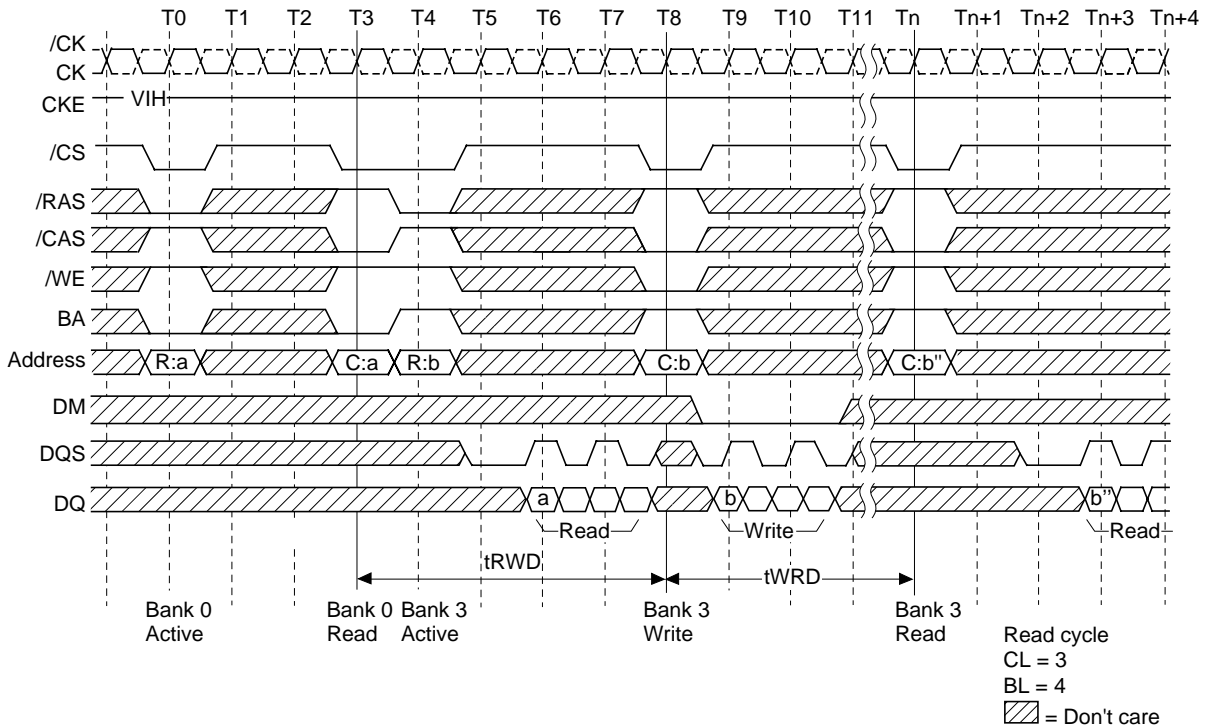 T0 T1 T2 T3 T4 T5 T6 T7 T8 T9 T10 T11 Tn Tn+1 Tn+2 Tn+3 Tn+4
/CK
CK
CKE VIH
/CS
/RAS
/CAS
/WE
BA
Address R:a C:a R:b C:b C:b"
DM
DQS
DQ a b b"
Read Write Read
tRWD tWRD
Bank 0 Bank 0 Bank 3 Bank 3 Bank 3
Active Read Active Write Read
Read cycle
CL = 3
BL = 4
= Don't care